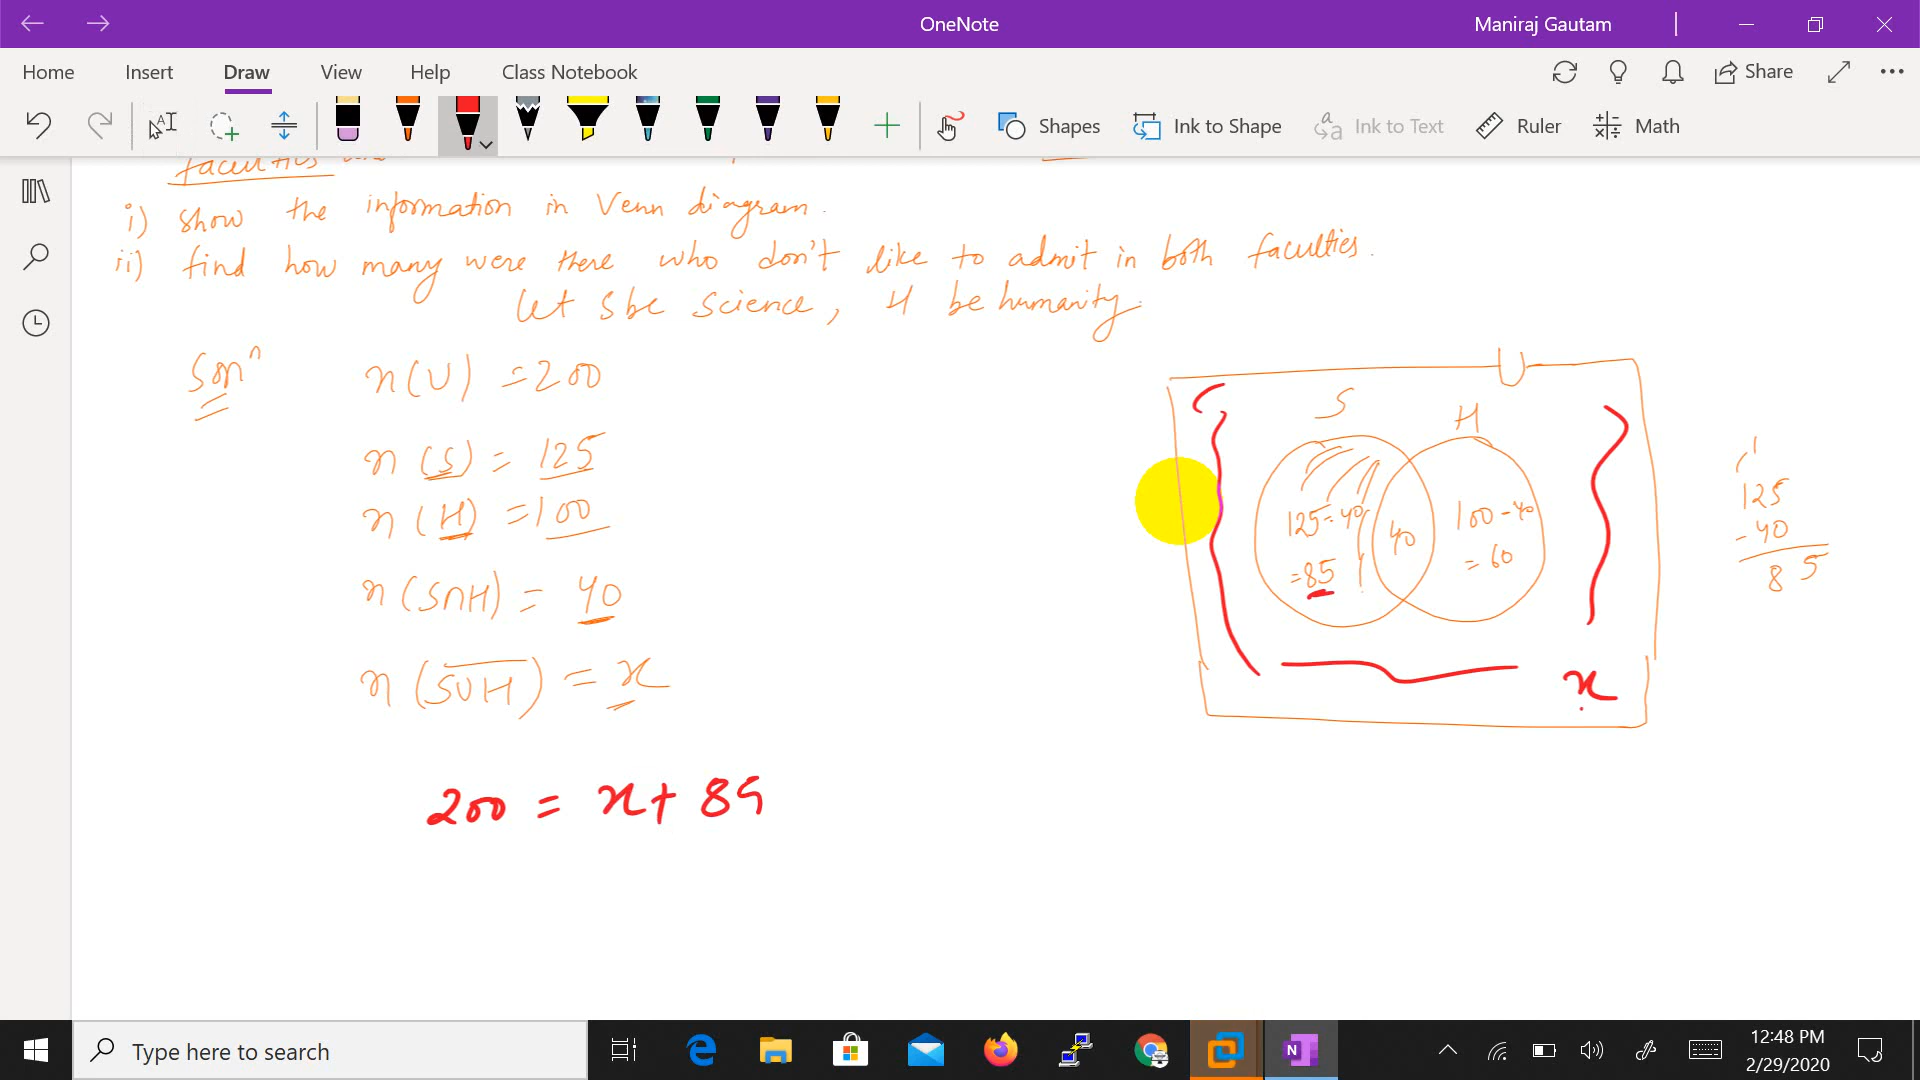 OneNote
Maniraj Gautam
Home Insert Draw View Help Class Notebook
Share
Shapes Ink to Shape Ink to Text Ruler Math
faculties
i) show the information in Venn diagram.
ii) find how many were there who don't like to admit in both faculties.
let S be science, H be humanity.
Soln
n(U) = 200
n(S) = 125
n(H) = 100
n(S∩H) = 40
n(S∪H)‾ = x
200 = x + 85
U
S H
125-40 40 100-40
=85 = 60
x
125
-40
85
Type here to search
12:48 PM
2/29/2020